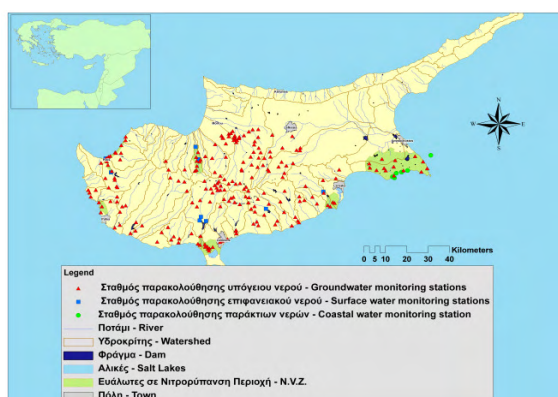 N
W E
S
Kilometers
0 5 10 20 30 40
Legend
Σταθμός παρακολούθησης υπόγειου νερού - Groundwater monitoring stations
Σταθμός παρακολούθησης επιφανειακού νερού - Surface water monitoring stations
Σταθμός παρακολούθησης παράκτιων νερών - Coastal water monitoring station
Ποτάμι - River
Υδροκρίτης - Watershed
Φράγμα - Dam
Αλικές - Salt Lakes
Ευάλωτες σε Νιτρορύπανση Περιοχή - N.V.Z.
Πόλη - Town